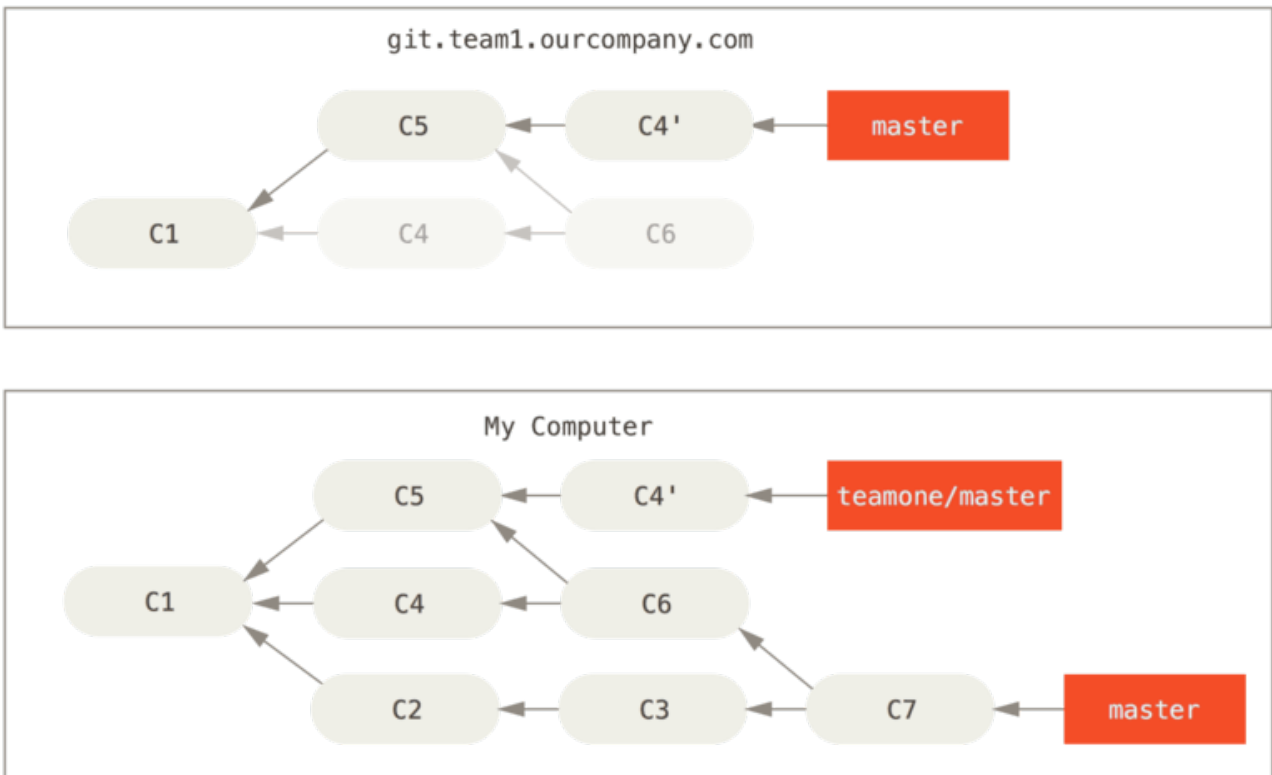 git.team1.ourcompany.com
C5 C4' master
C1 C4 C6
My Computer
C5 C4' teamone/master
C1 C4 C6
C2 C3 C7 master